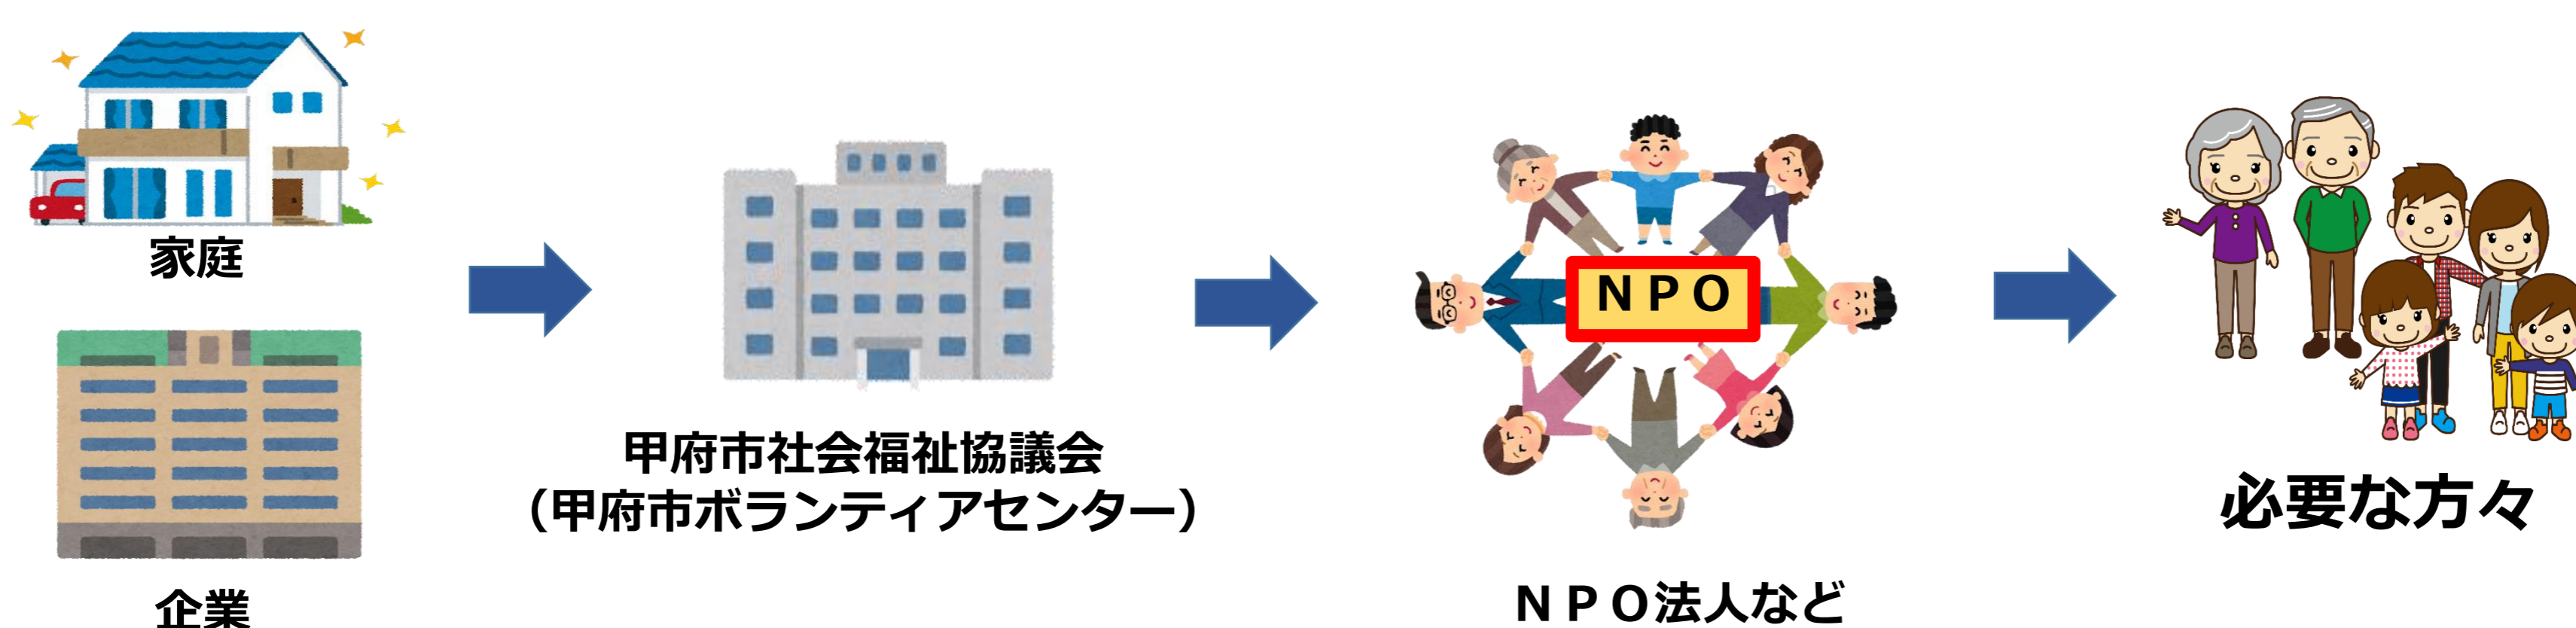 家庭
企業
甲府市社会福祉協議会
（甲府市ボランティアセンター）
ＮＰＯ
ＮＰＯ法人など
必要な方々